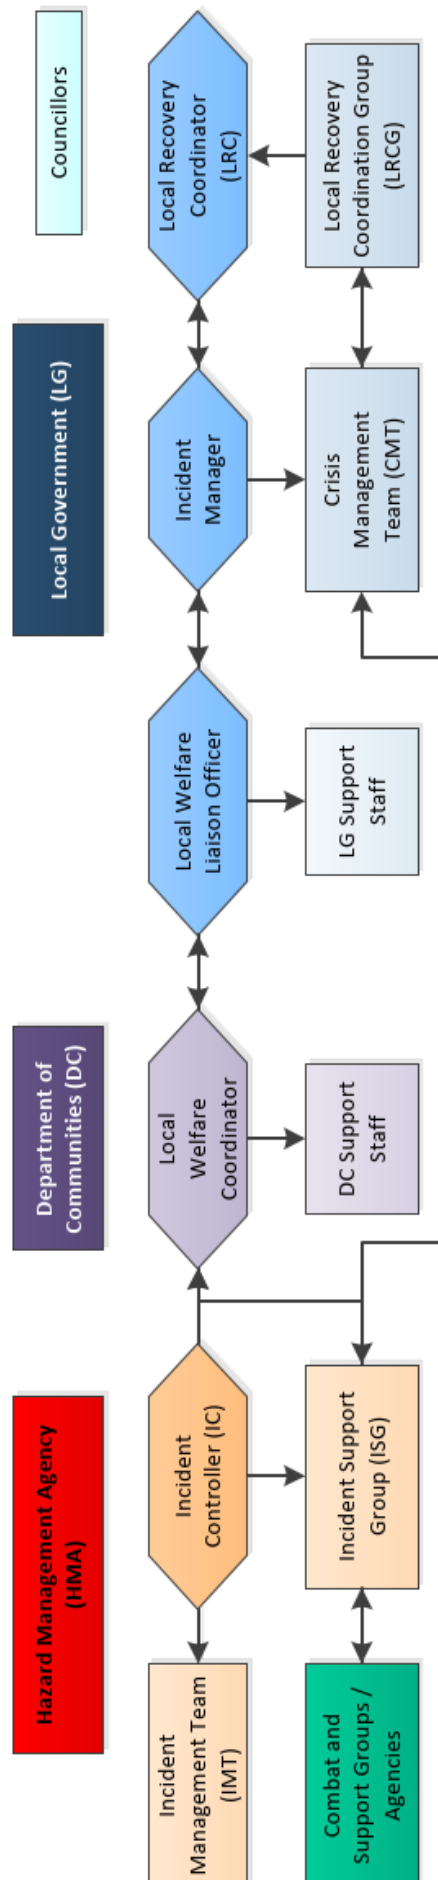 Hazard Management Agency
(HMA)
Department of
Communities (DC)
Local Government (LG)
Councillors
Incident
Management Team
(IMT)
Incident
Controller (IC)
Local
Welfare
Coordinator
Local Welfare
Liaison Officer
Incident
Manager
Local Recovery
Coordinator
(LRC)
Combat and
Support Groups /
Agencies
Incident Support
Group (ISG)
DC Support
Staff
LG Support
Staff
Crisis
Management
Team (CMT)
Local Recovery
Coordination Group
(LRCG)